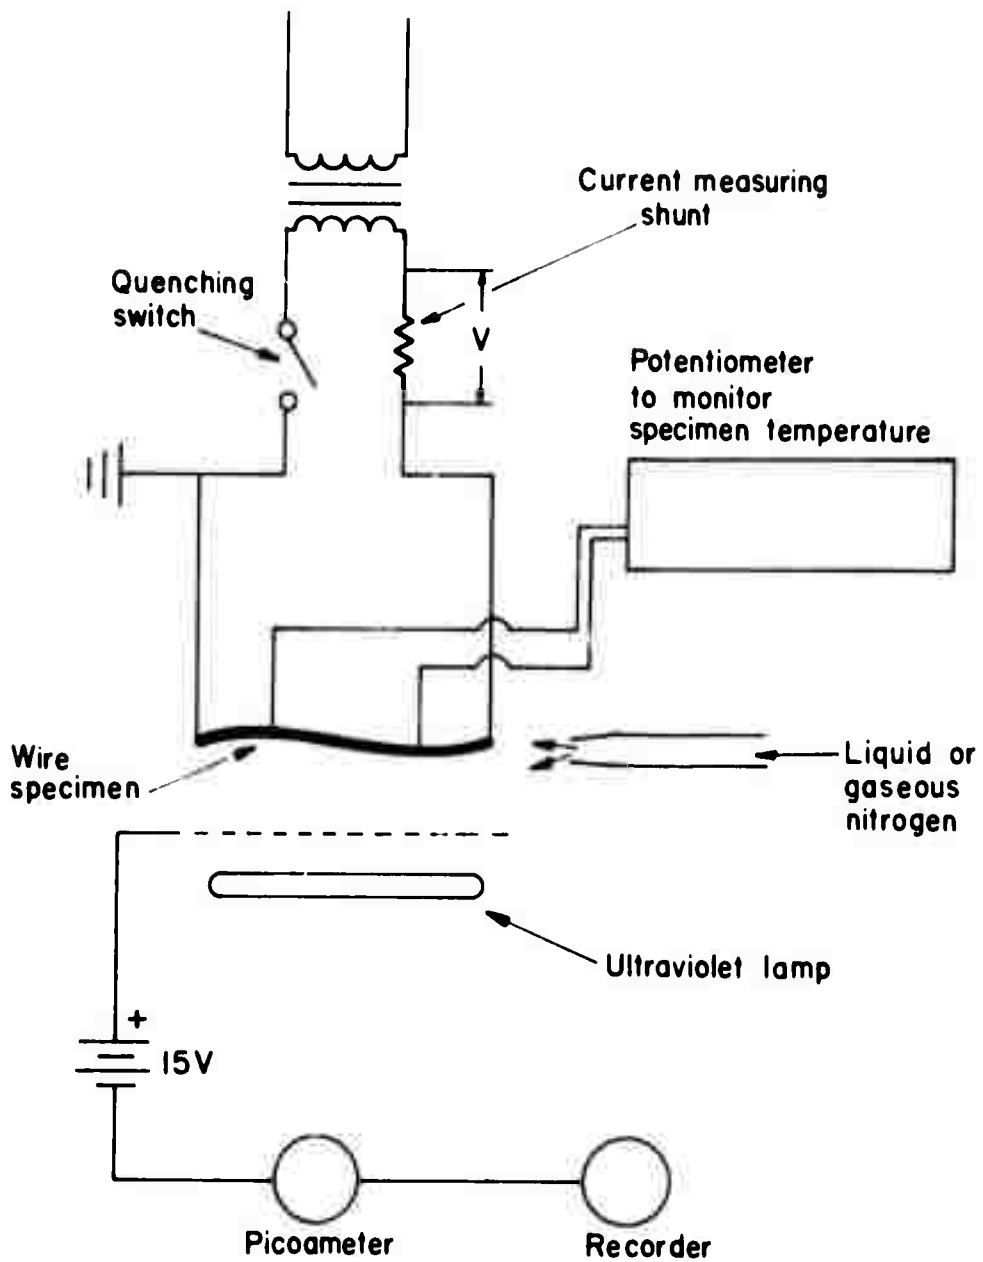 Current measuring
shunt
Quenching
switch
V
Potentiometer
to monitor
specimen temperature
Wire
specimen
Liquid or
gaseous
nitrogen
Ultraviolet lamp
+
15V
Picoameter
Recorder